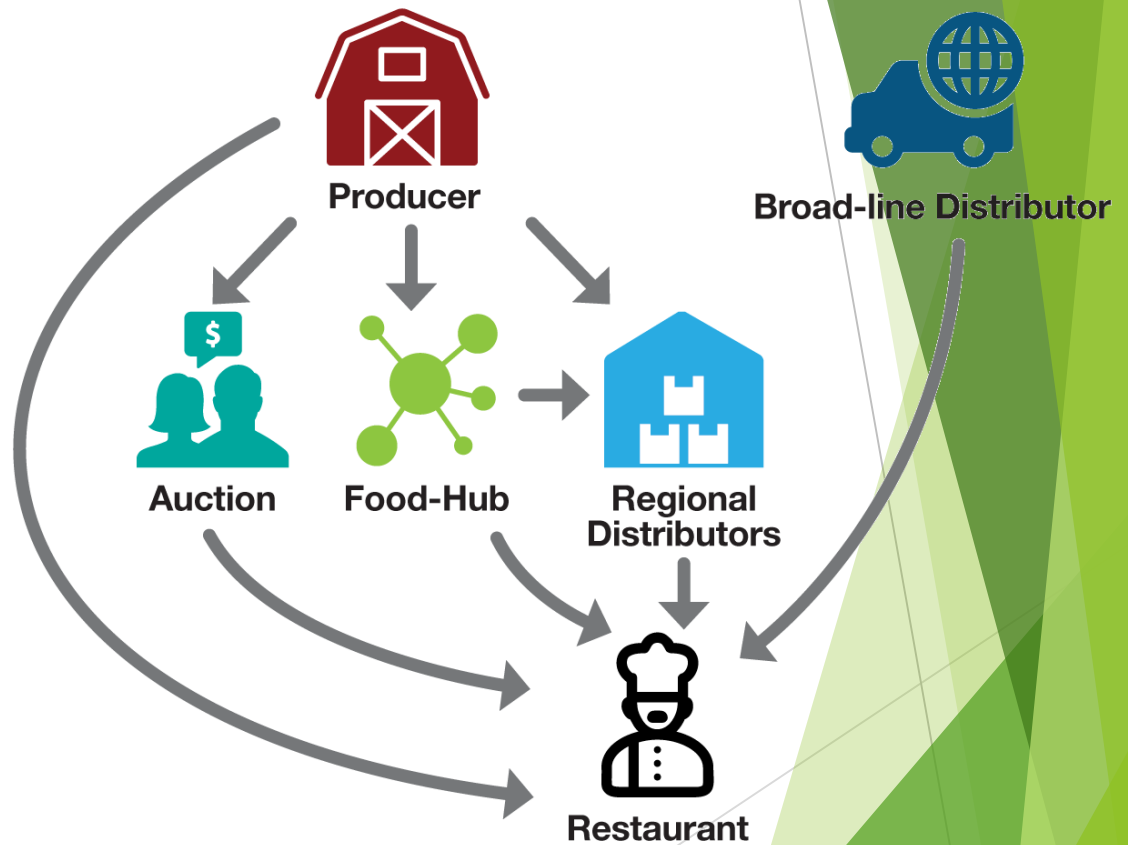 Producer
Broad-line Distributor
$
Auction
Food-Hub
Regional
Distributors
Restaurant